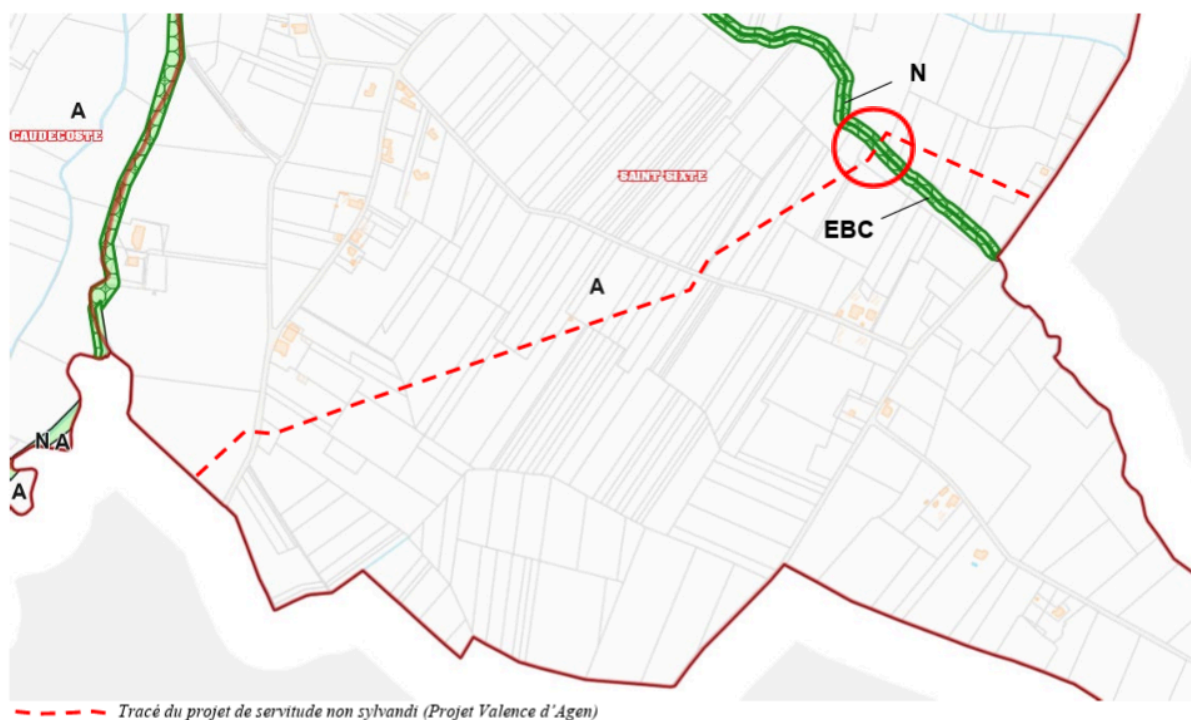 N
A
CAUDECOSTE
SAINT-SIXTE
EBC
A
N A
A
Tracé du projet de servitude non sylvandi (Projet Valence d’Agen)